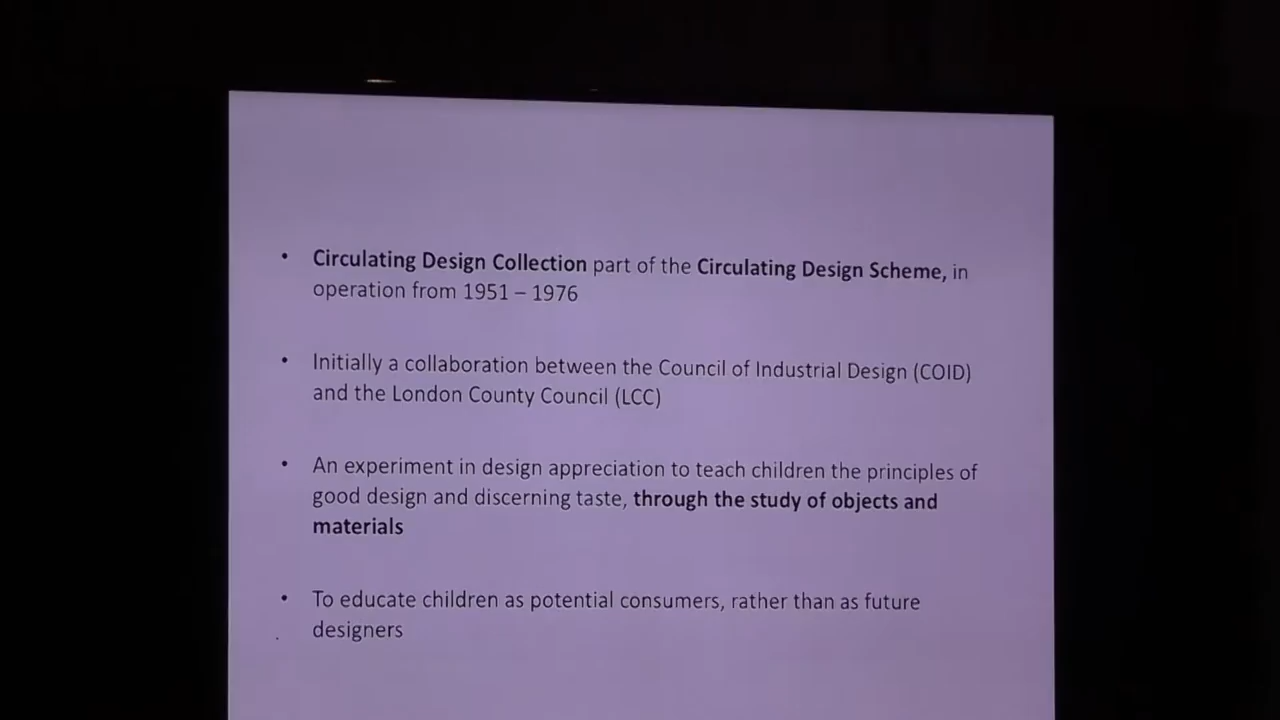 • Circulating Design Collection part of the Circulating Design Scheme, in
operation from 1951 – 1976
• Initially a collaboration between the Council of Industrial Design (COID)
and the London County Council (LCC)
• An experiment in design appreciation to teach children the principles of
good design and discerning taste, through the study of objects and
materials
• To educate children as potential consumers, rather than as future
designers